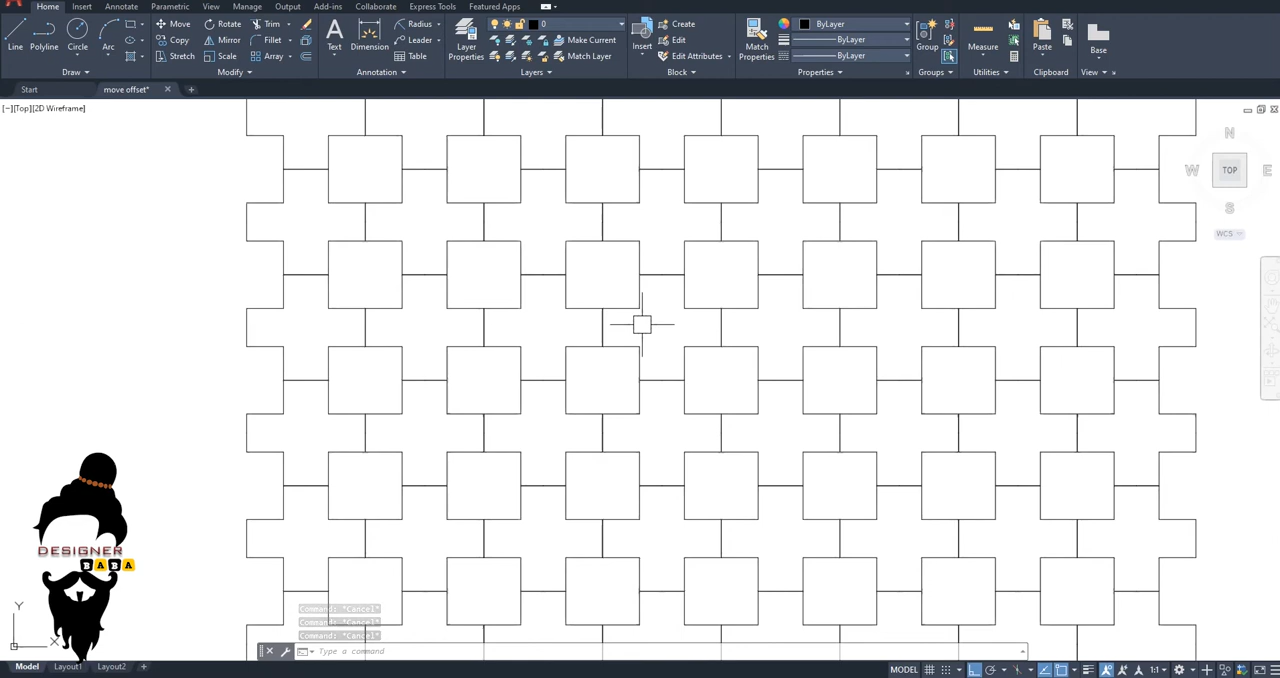 Home Insert Annotate Parametric View Manage Output Add-ins Collaborate Express Tools Featured Apps
Line Polyline Circle Arc
Move Rotate Trim
Copy Mirror Fillet
Stretch Scale Array
Text Dimension
Radius
Leader
Table
Layer Properties
0
Make Current
Match Layer
Insert
Create
Edit
Edit Attributes
Match Properties
ByLayer
ByLayer
ByLayer
Group
Measure
Paste
Base
Draw Modify Annotation Layers Block Properties Groups Utilities Clipboard View
Start move offset*
[−][Top][2D Wireframe]
N
W TOP E
S
WCS
DESIGNER
BABA
Y
X
Command: *Cancel*
Command: *Cancel*
Command: *Cancel*
Type a command
Model Layout1 Layout2
MODEL 1:1